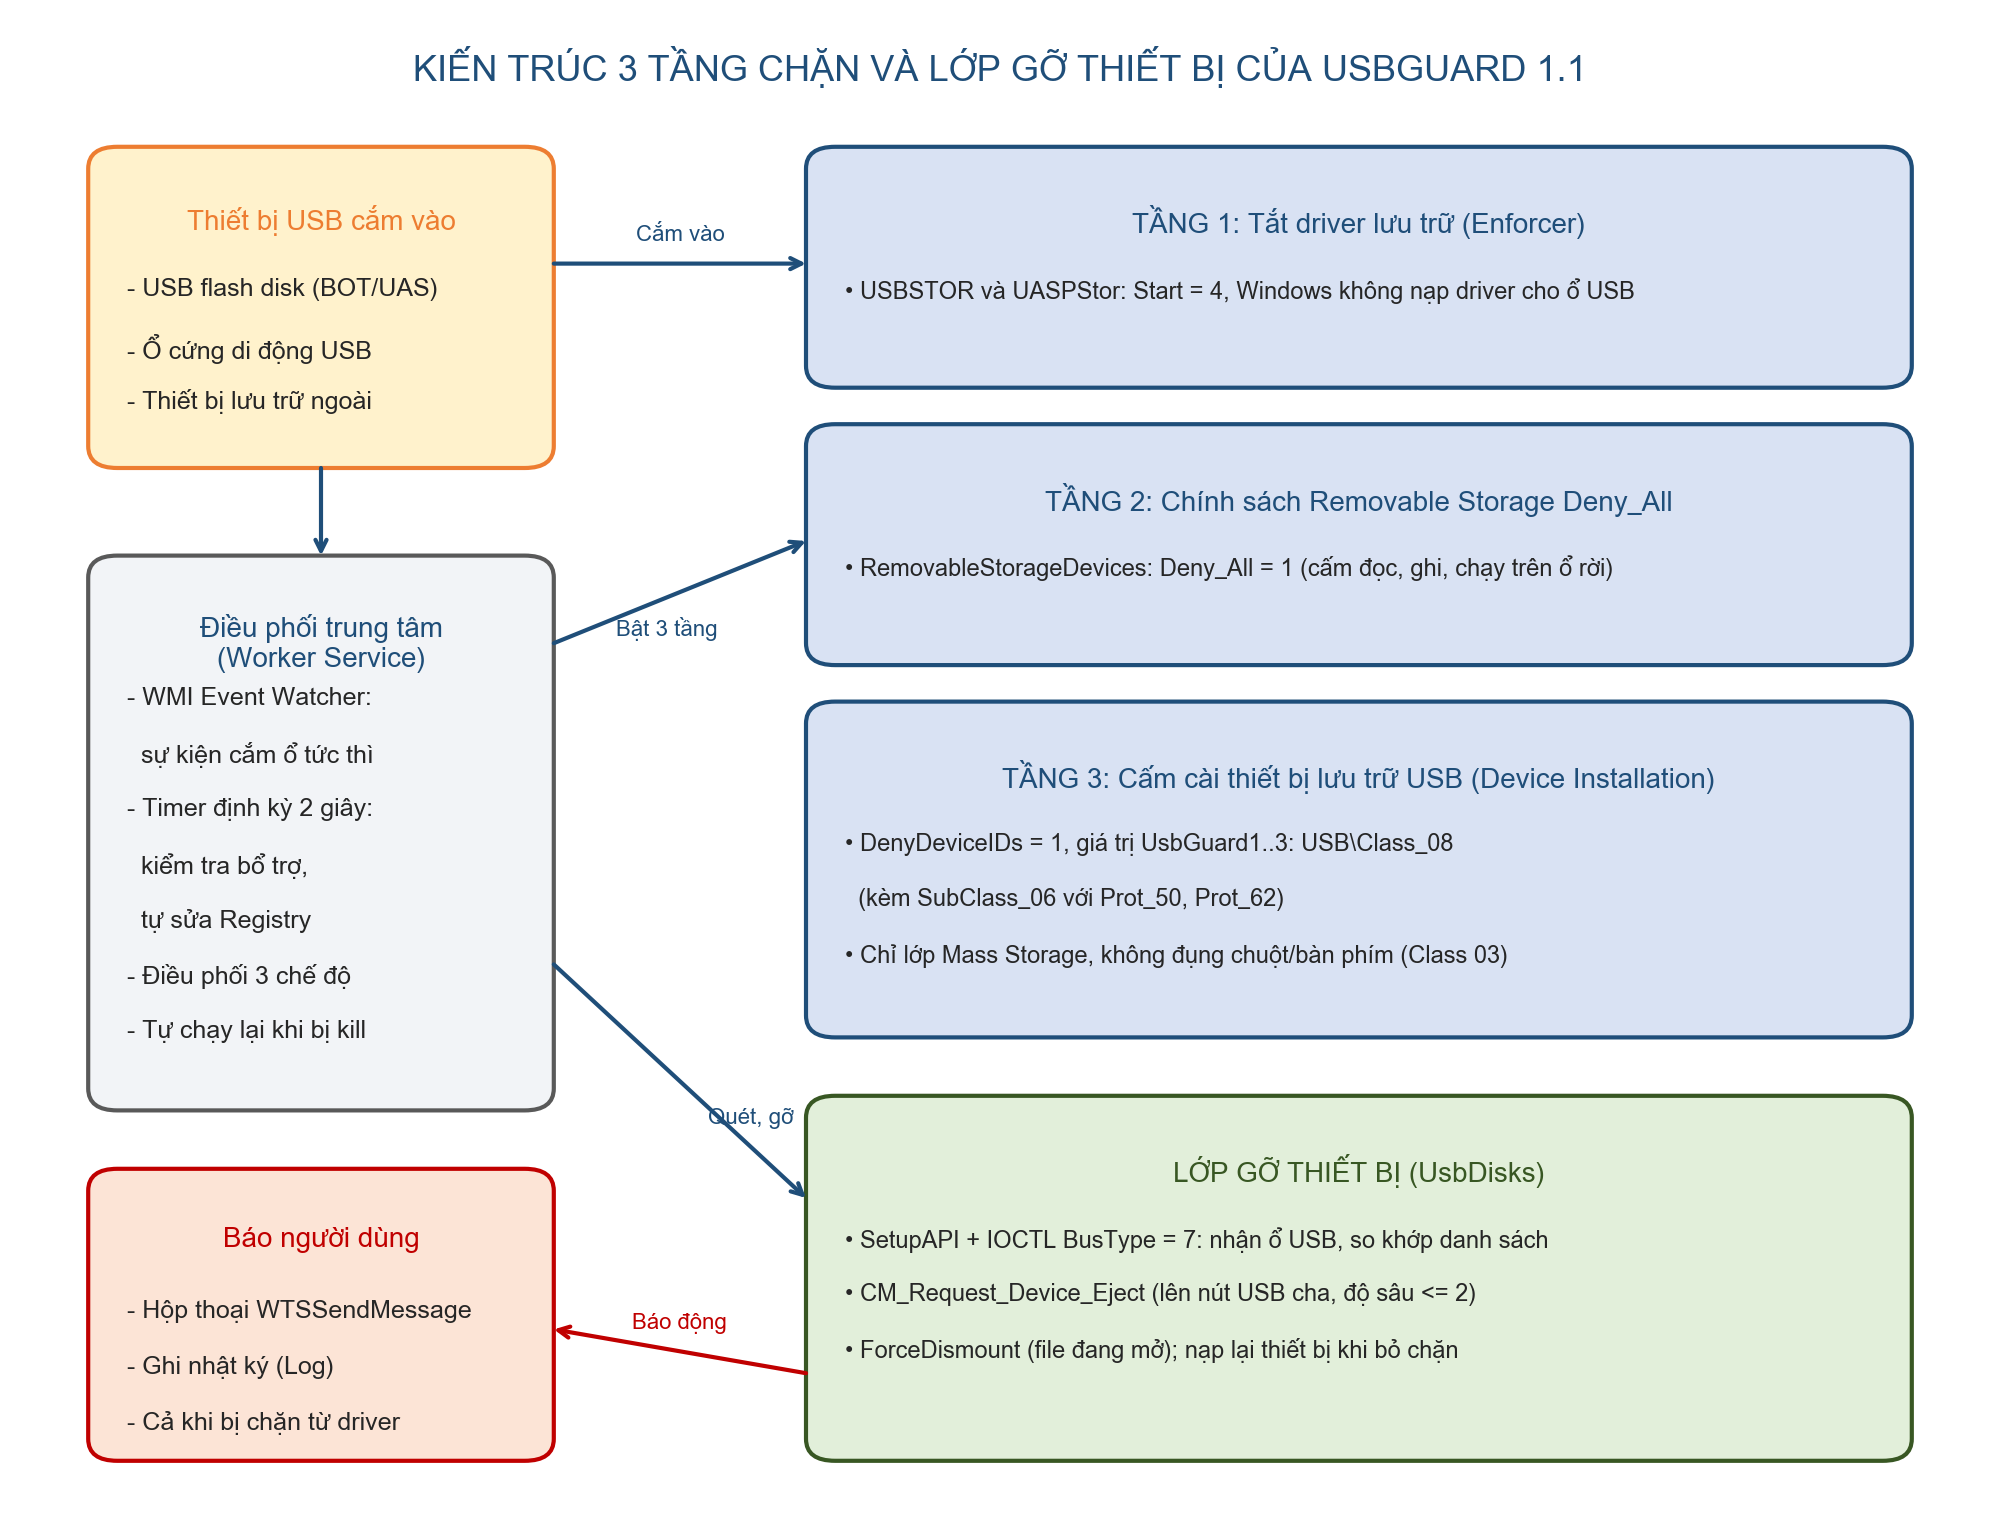 KIẾN TRÚC 3 TẦNG CHẶN VÀ LỚP GỠ THIẾT BỊ CỦA USBGUARD 1.1
Thiết bị USB cắm vào
- USB flash disk (BOT/UAS)
- Ổ cứng di động USB
- Thiết bị lưu trữ ngoài
Cắm vào
TẦNG 1: Tắt driver lưu trữ (Enforcer)
• USBSTOR và UASPStor: Start = 4, Windows không nạp driver cho ổ USB
TẦNG 2: Chính sách Removable Storage Deny_All
• RemovableStorageDevices: Deny_All = 1 (cấm đọc, ghi, chạy trên ổ rời)
Điều phối trung tâm
(Worker Service)
- WMI Event Watcher:
sự kiện cắm ổ tức thì
- Timer định kỳ 2 giây:
kiểm tra bổ trợ,
tự sửa Registry
- Điều phối 3 chế độ
- Tự chạy lại khi bị kill
Bật 3 tầng
TẦNG 3: Cấm cài thiết bị lưu trữ USB (Device Installation)
• DenyDeviceIDs = 1, giá trị UsbGuard1..3: USB\Class_08
(kèm SubClass_06 với Prot_50, Prot_62)
• Chỉ lớp Mass Storage, không đụng chuột/bàn phím (Class 03)
Quét, gỡ
LỚP GỠ THIẾT BỊ (UsbDisks)
• SetupAPI + IOCTL BusType = 7: nhận ổ USB, so khớp danh sách
• CM_Request_Device_Eject (lên nút USB cha, độ sâu <= 2)
• ForceDismount (file đang mở); nạp lại thiết bị khi bỏ chặn
Báo động
Báo người dùng
- Hộp thoại WTSSendMessage
- Ghi nhật ký (Log)
- Cả khi bị chặn từ driver